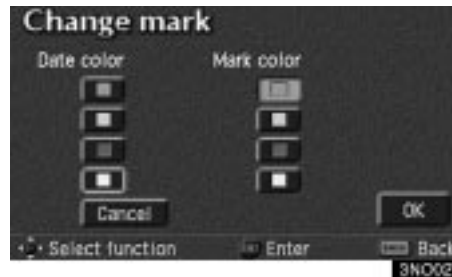 Change mark
Date color Mark color
Cancel
OK
Select function Enter Back
3NO02